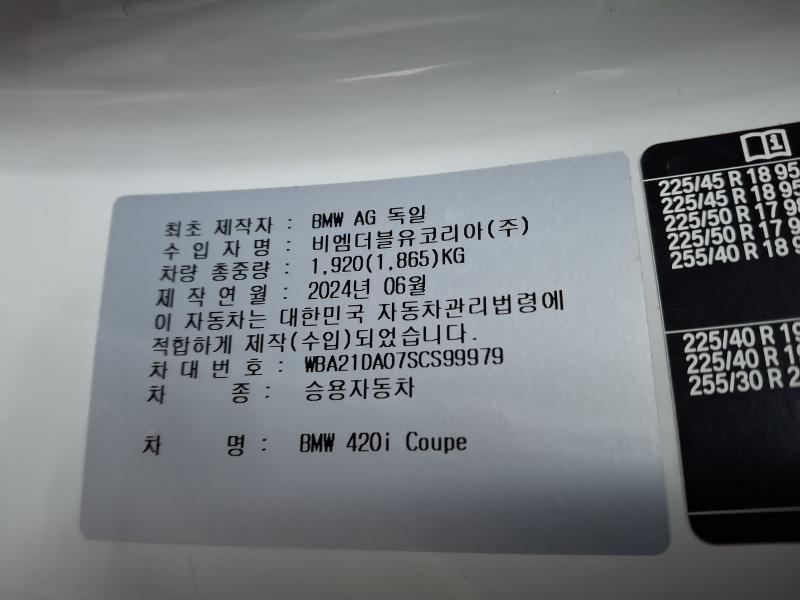 최초 제작자 : BMW AG 독일
수 입 자 명 : 비엠더블유코리아(주)
차량 총중량 : 1,920(1,865)KG
제 작 연 월 : 2024년 06월
이 자동차는 대한민국 자동차관리법령에
적합하게 제작(수입)되었습니다.
차 대 번 호 : WBA21DA07SCS99979
차 종 : 승용자동차
차 명 : BMW 420i Coupe
225/45 R 18 95
225/45 R 18 95
225/50 R 17
225/50 R 17
255/40 R 18
225/40 R 19
225/40 R
255/30 R